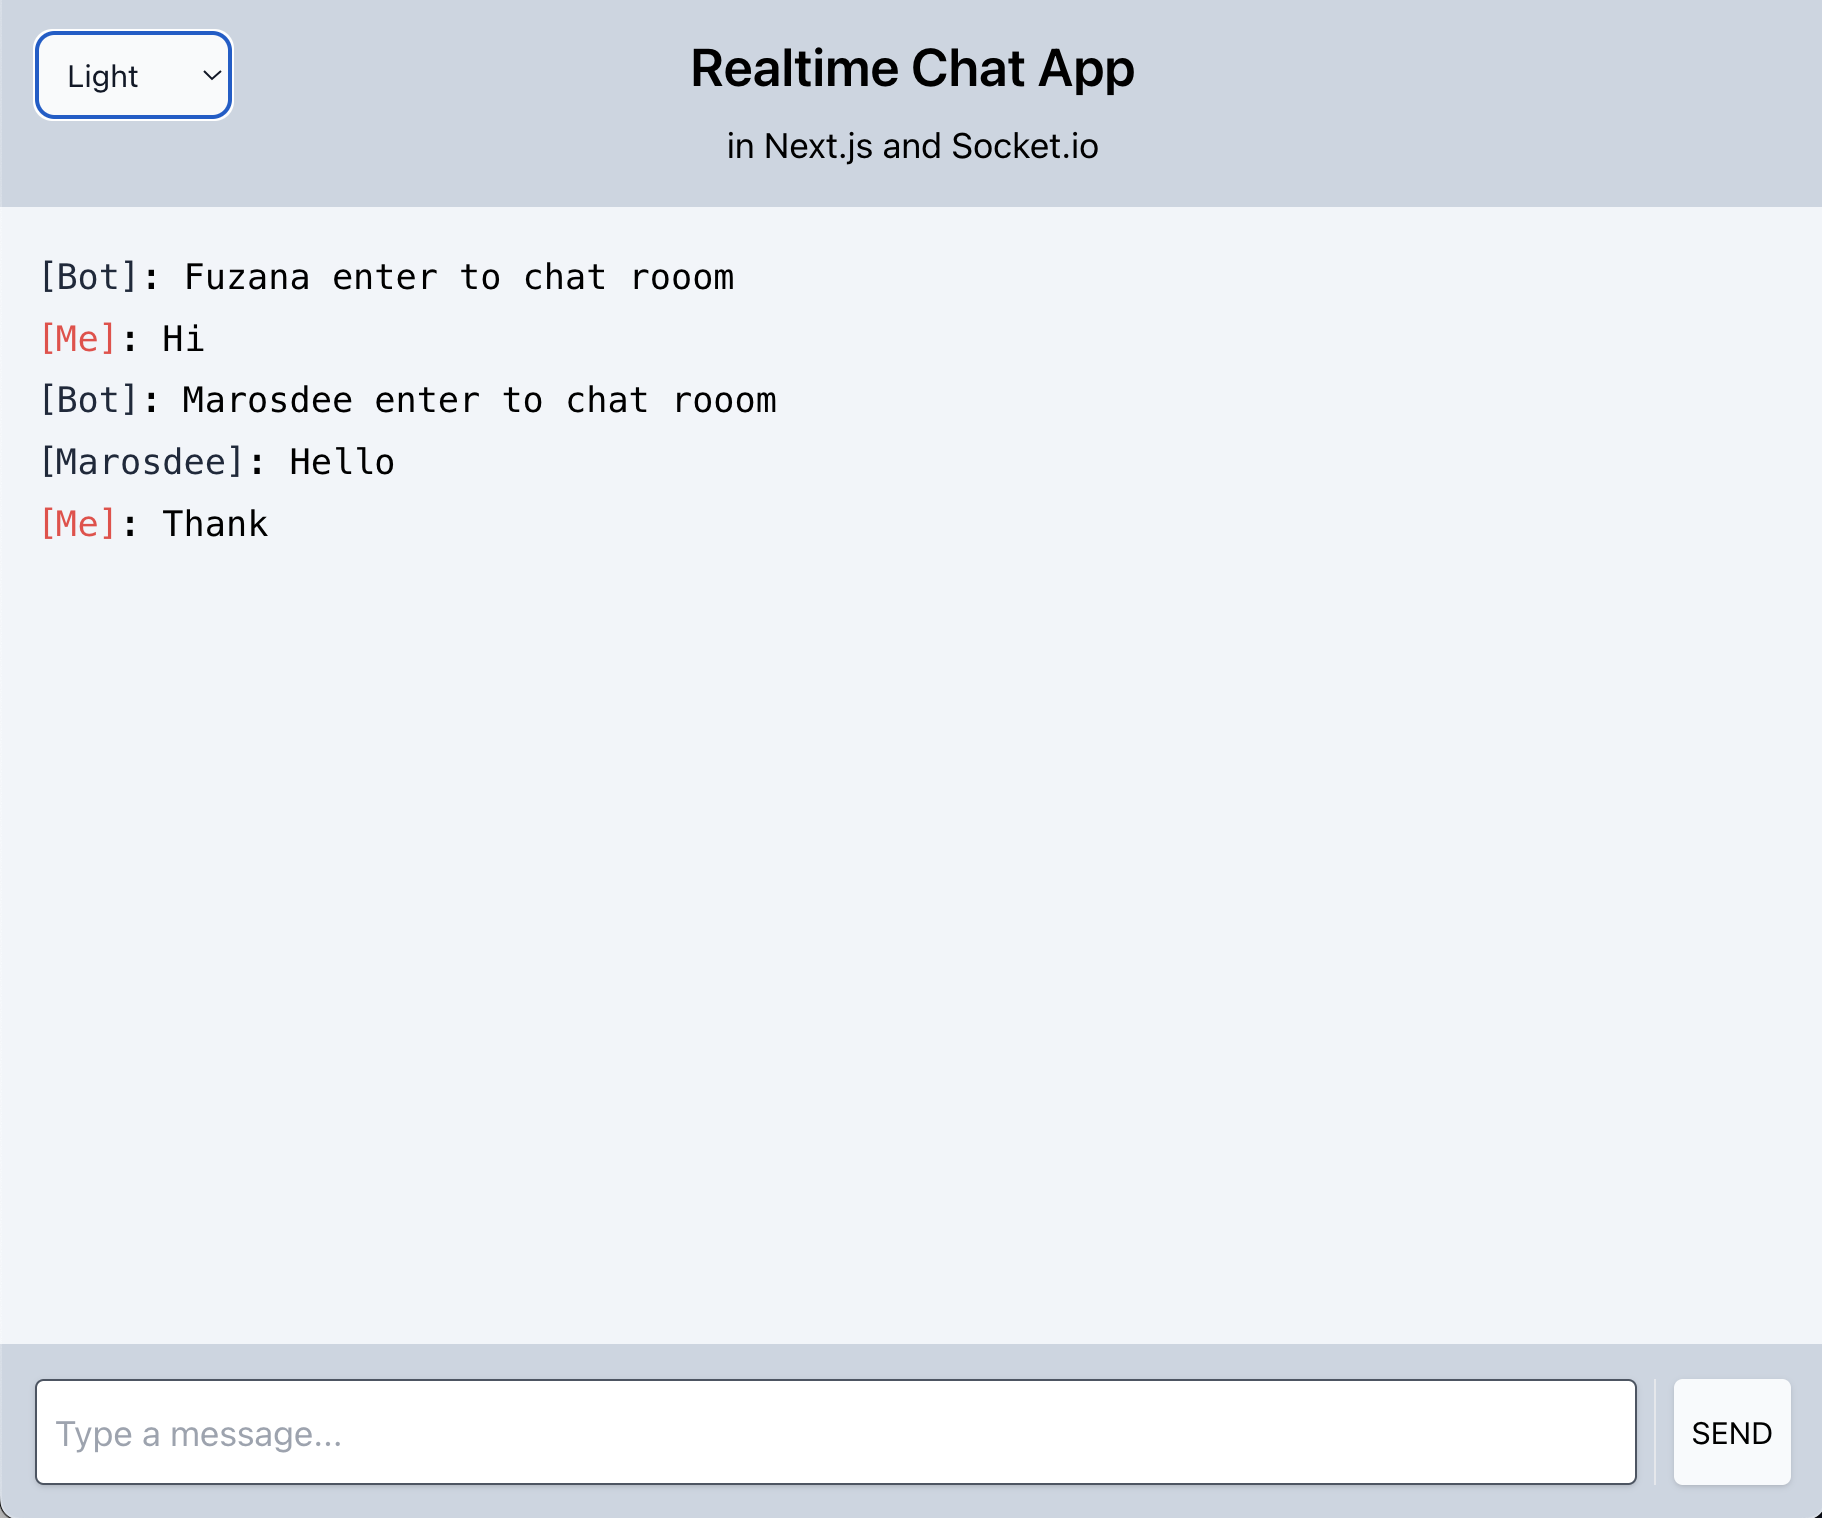 Light
Realtime Chat App
in Next.js and Socket.io
[Bot]: Fuzana enter to chat rooom
[Me]: Hi
[Bot]: Marosdee enter to chat rooom
[Marosdee]: Hello
[Me]: Thank
Type a message...
SEND